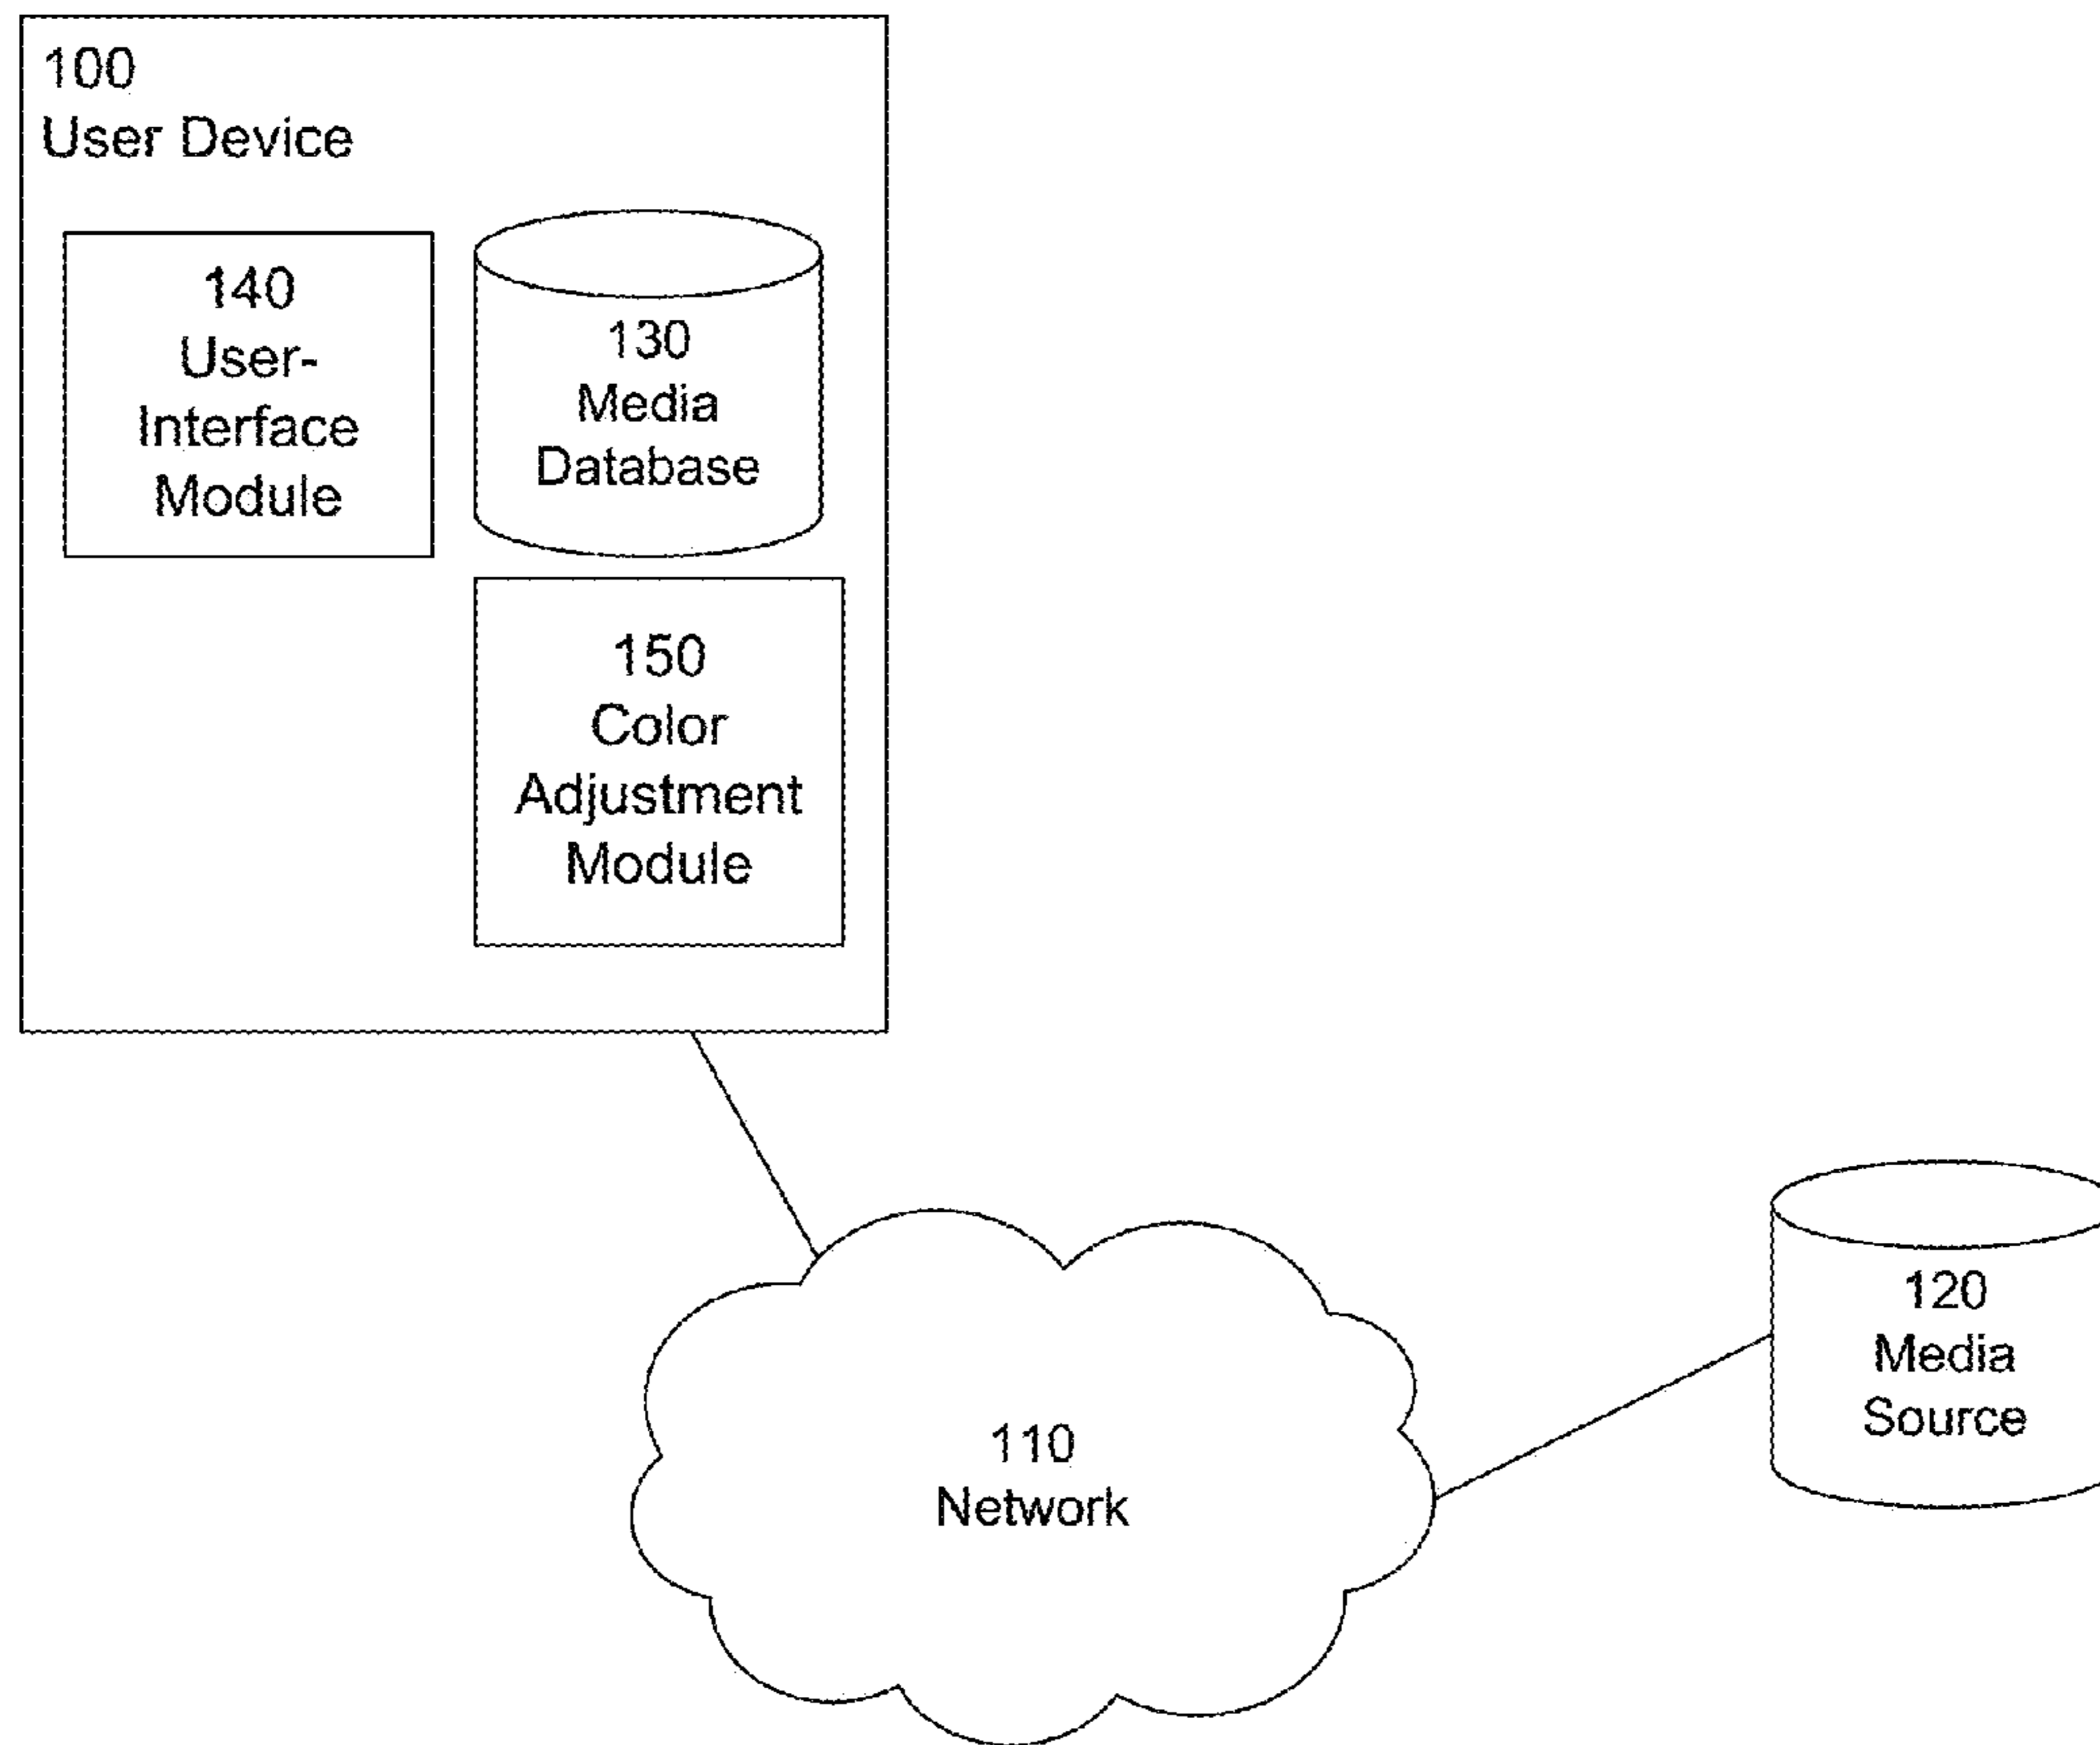 100
User Device
140
User-
Interface
Module
130
Media
Database
150
Color
Adjustment
Module
110
Network
120
Media
Source